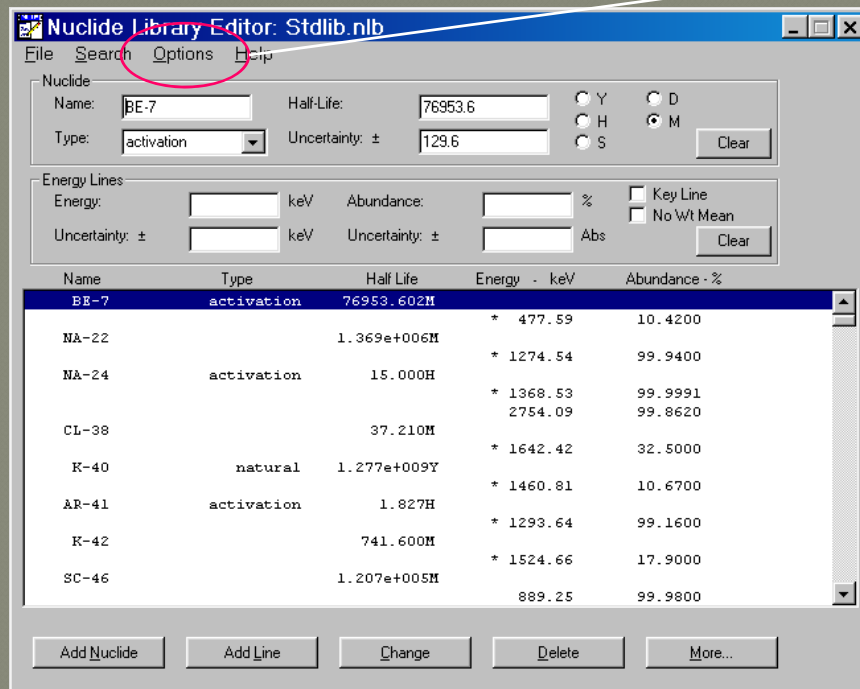 Nuclide Library Editor: Stdlib.nlb
File Search Options Help
Nuclide
Name: BE-7 Half-Life: 76953.6 Y D
H M
Type: activation Uncertainty: ± 129.6 S Clear
Energy Lines
Energy: keV Abundance: % Key Line
No Wt Mean
Uncertainty: ± keV Uncertainty: ± Abs Clear
Name Type Half Life Energy - keV Abundance - %
BE-7 activation 76953.602M
* 477.59 10.4200
NA-22 1.369e+006M
* 1274.54 99.9400
NA-24 activation 15.000H
* 1368.53 99.9991
2754.09 99.8620
CL-38 37.210M
* 1642.42 32.5000
K-40 natural 1.277e+009Y
* 1460.81 10.6700
AR-41 activation 1.827H
* 1293.64 99.1600
K-42 741.600M
* 1524.66 17.9000
SC-46 1.207e+005M
889.25 99.9800
Add Nuclide Add Line Change Delete More...